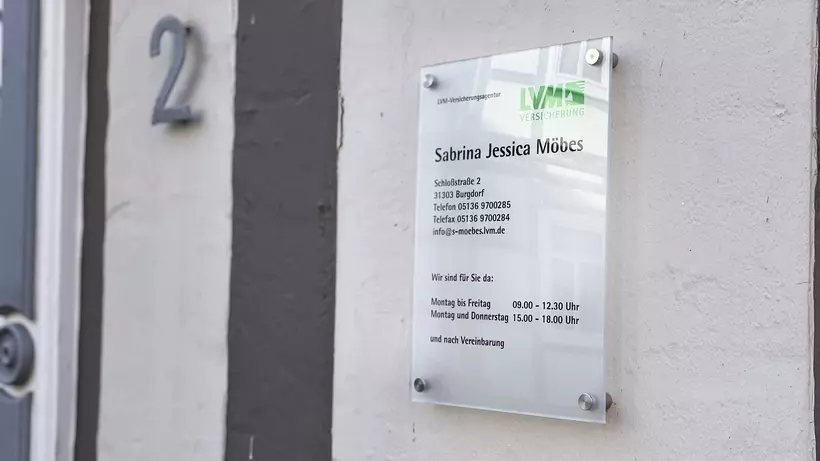 2
LVM-Versicherungsagentur
LVM
VERSICHERUNG
Sabrina Jessica Möbes
Schloßstraße 2
31303 Burgdorf
Telefon 05136 9700285
Telefax 05136 9700284
info@s-moebes.lvm.de
Wir sind für Sie da:
Montag bis Freitag 09.00 - 12.30 Uhr
Montag und Donnerstag 15.00 - 18.00 Uhr
und nach Vereinbarung